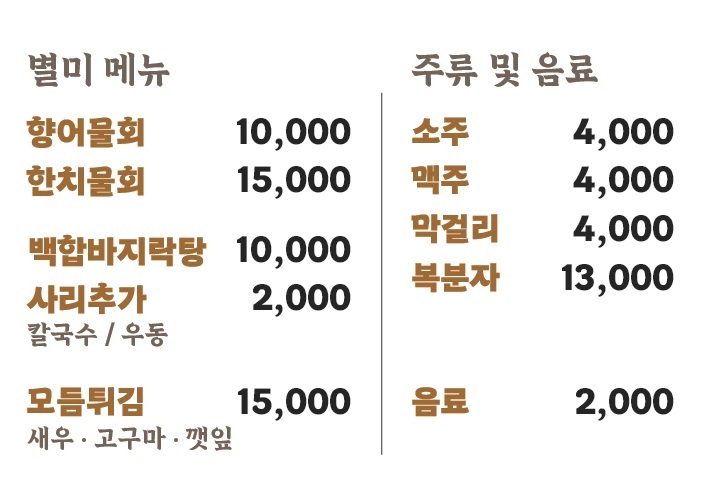 별미 메뉴
향어물회 10,000
한치물회 15,000
백합바지락탕 10,000
사리추가 2,000
칼국수 / 우동
모듬튀김 15,000
새우 · 고구마 · 깻잎
주류 및 음료
소주 4,000
맥주 4,000
막걸리 4,000
복분자 13,000
음료 2,000